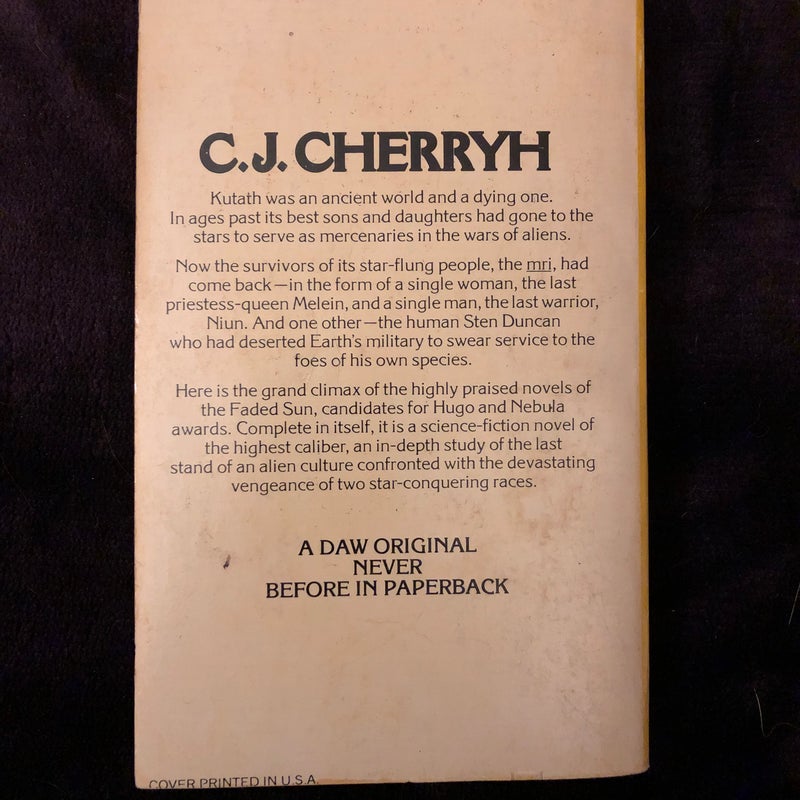 C.J. CHERRYH
Kutath was an ancient world and a dying one.
In ages past its best sons and daughters had gone to the
stars to serve as mercenaries in the wars of aliens.
Now the survivors of its star-flung people, the mri, had
come back—in the form of a single woman, the last
priestess-queen Melein, and a single man, the last warrior,
Niun. And one other—the human Sten Duncan
who had deserted Earth's military to swear service to the
foes of his own species.
Here is the grand climax of the highly praised novels of
the Faded Sun, candidates for Hugo and Nebula
awards. Complete in itself, it is a science-fiction novel of
the highest caliber, an in-depth study of the last
stand of an alien culture confronted with the devastating
vengeance of two star-conquering races.
A DAW ORIGINAL
NEVER
BEFORE IN PAPERBACK
COVER PRINTED IN U.S.A.